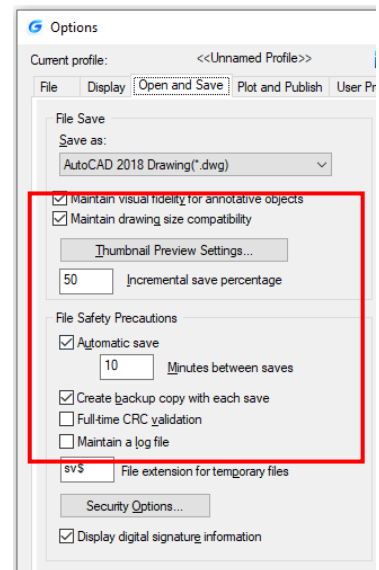 Options
Current profile: <<Unnamed Profile>>
File Display Open and Save Plot and Publish User Pr
File Save
Save as:
AutoCAD 2018 Drawing(*.dwg)
Maintain visual fidelity for annotative objects
Maintain drawing size compatibility
Thumbnail Preview Settings...
50 Incremental save percentage
File Safety Precautions
Automatic save
10 Minutes between saves
Create backup copy with each save
Full-time CRC validation
Maintain a log file
sv$ File extension for temporary files
Security Options...
Display digital signature information